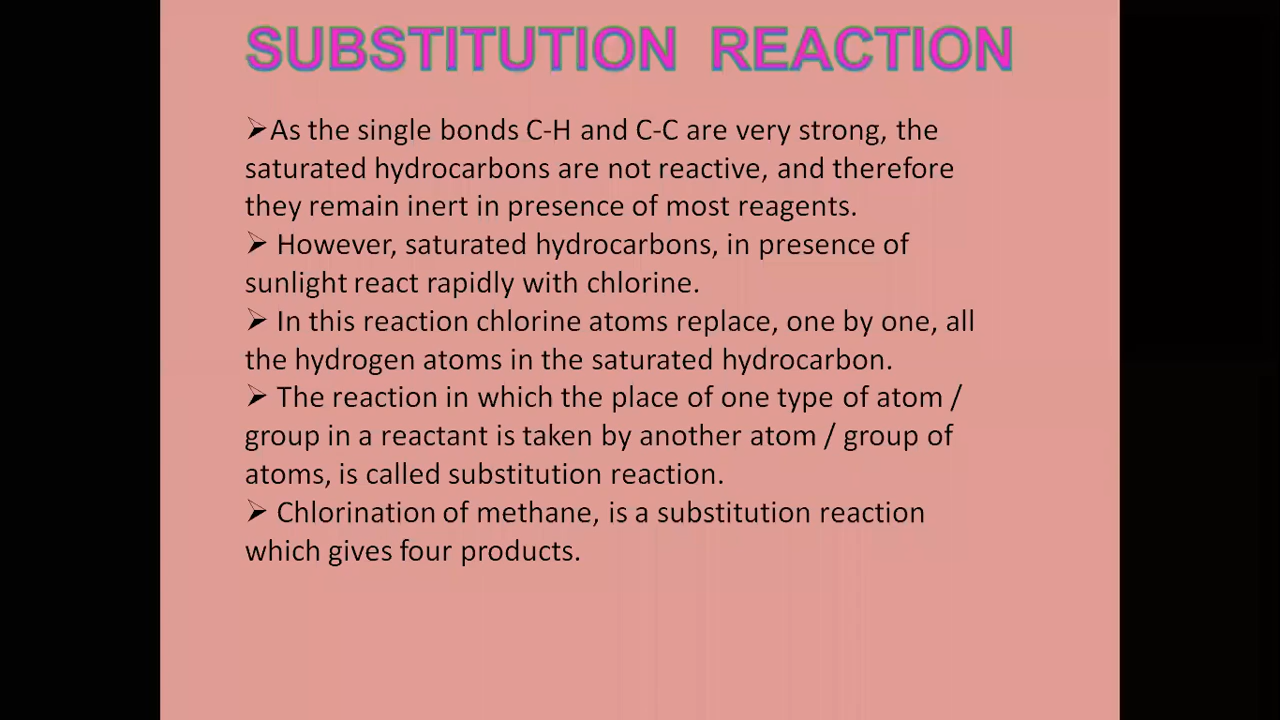 SUBSTITUTION REACTION
➢As the single bonds C-H and C-C are very strong, the
saturated hydrocarbons are not reactive, and therefore
they remain inert in presence of most reagents.
➢ However, saturated hydrocarbons, in presence of
sunlight react rapidly with chlorine.
➢ In this reaction chlorine atoms replace, one by one, all
the hydrogen atoms in the saturated hydrocarbon.
➢ The reaction in which the place of one type of atom /
group in a reactant is taken by another atom / group of
atoms, is called substitution reaction.
➢ Chlorination of methane, is a substitution reaction
which gives four products.